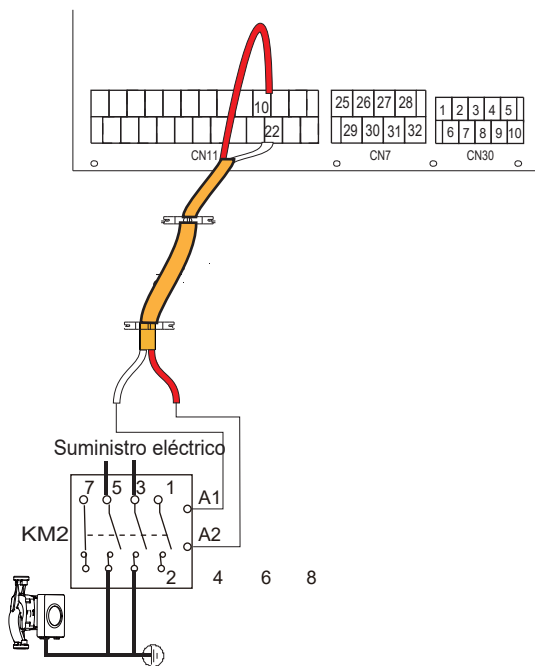 10
22
CN11
25 26 27 28
29 30 31 32
CN7
1 2 3 4 5
6 7 8 9 10
CN30
Suministro eléctrico
7 5 3 1
A1
KM2
A2
2 4 6 8